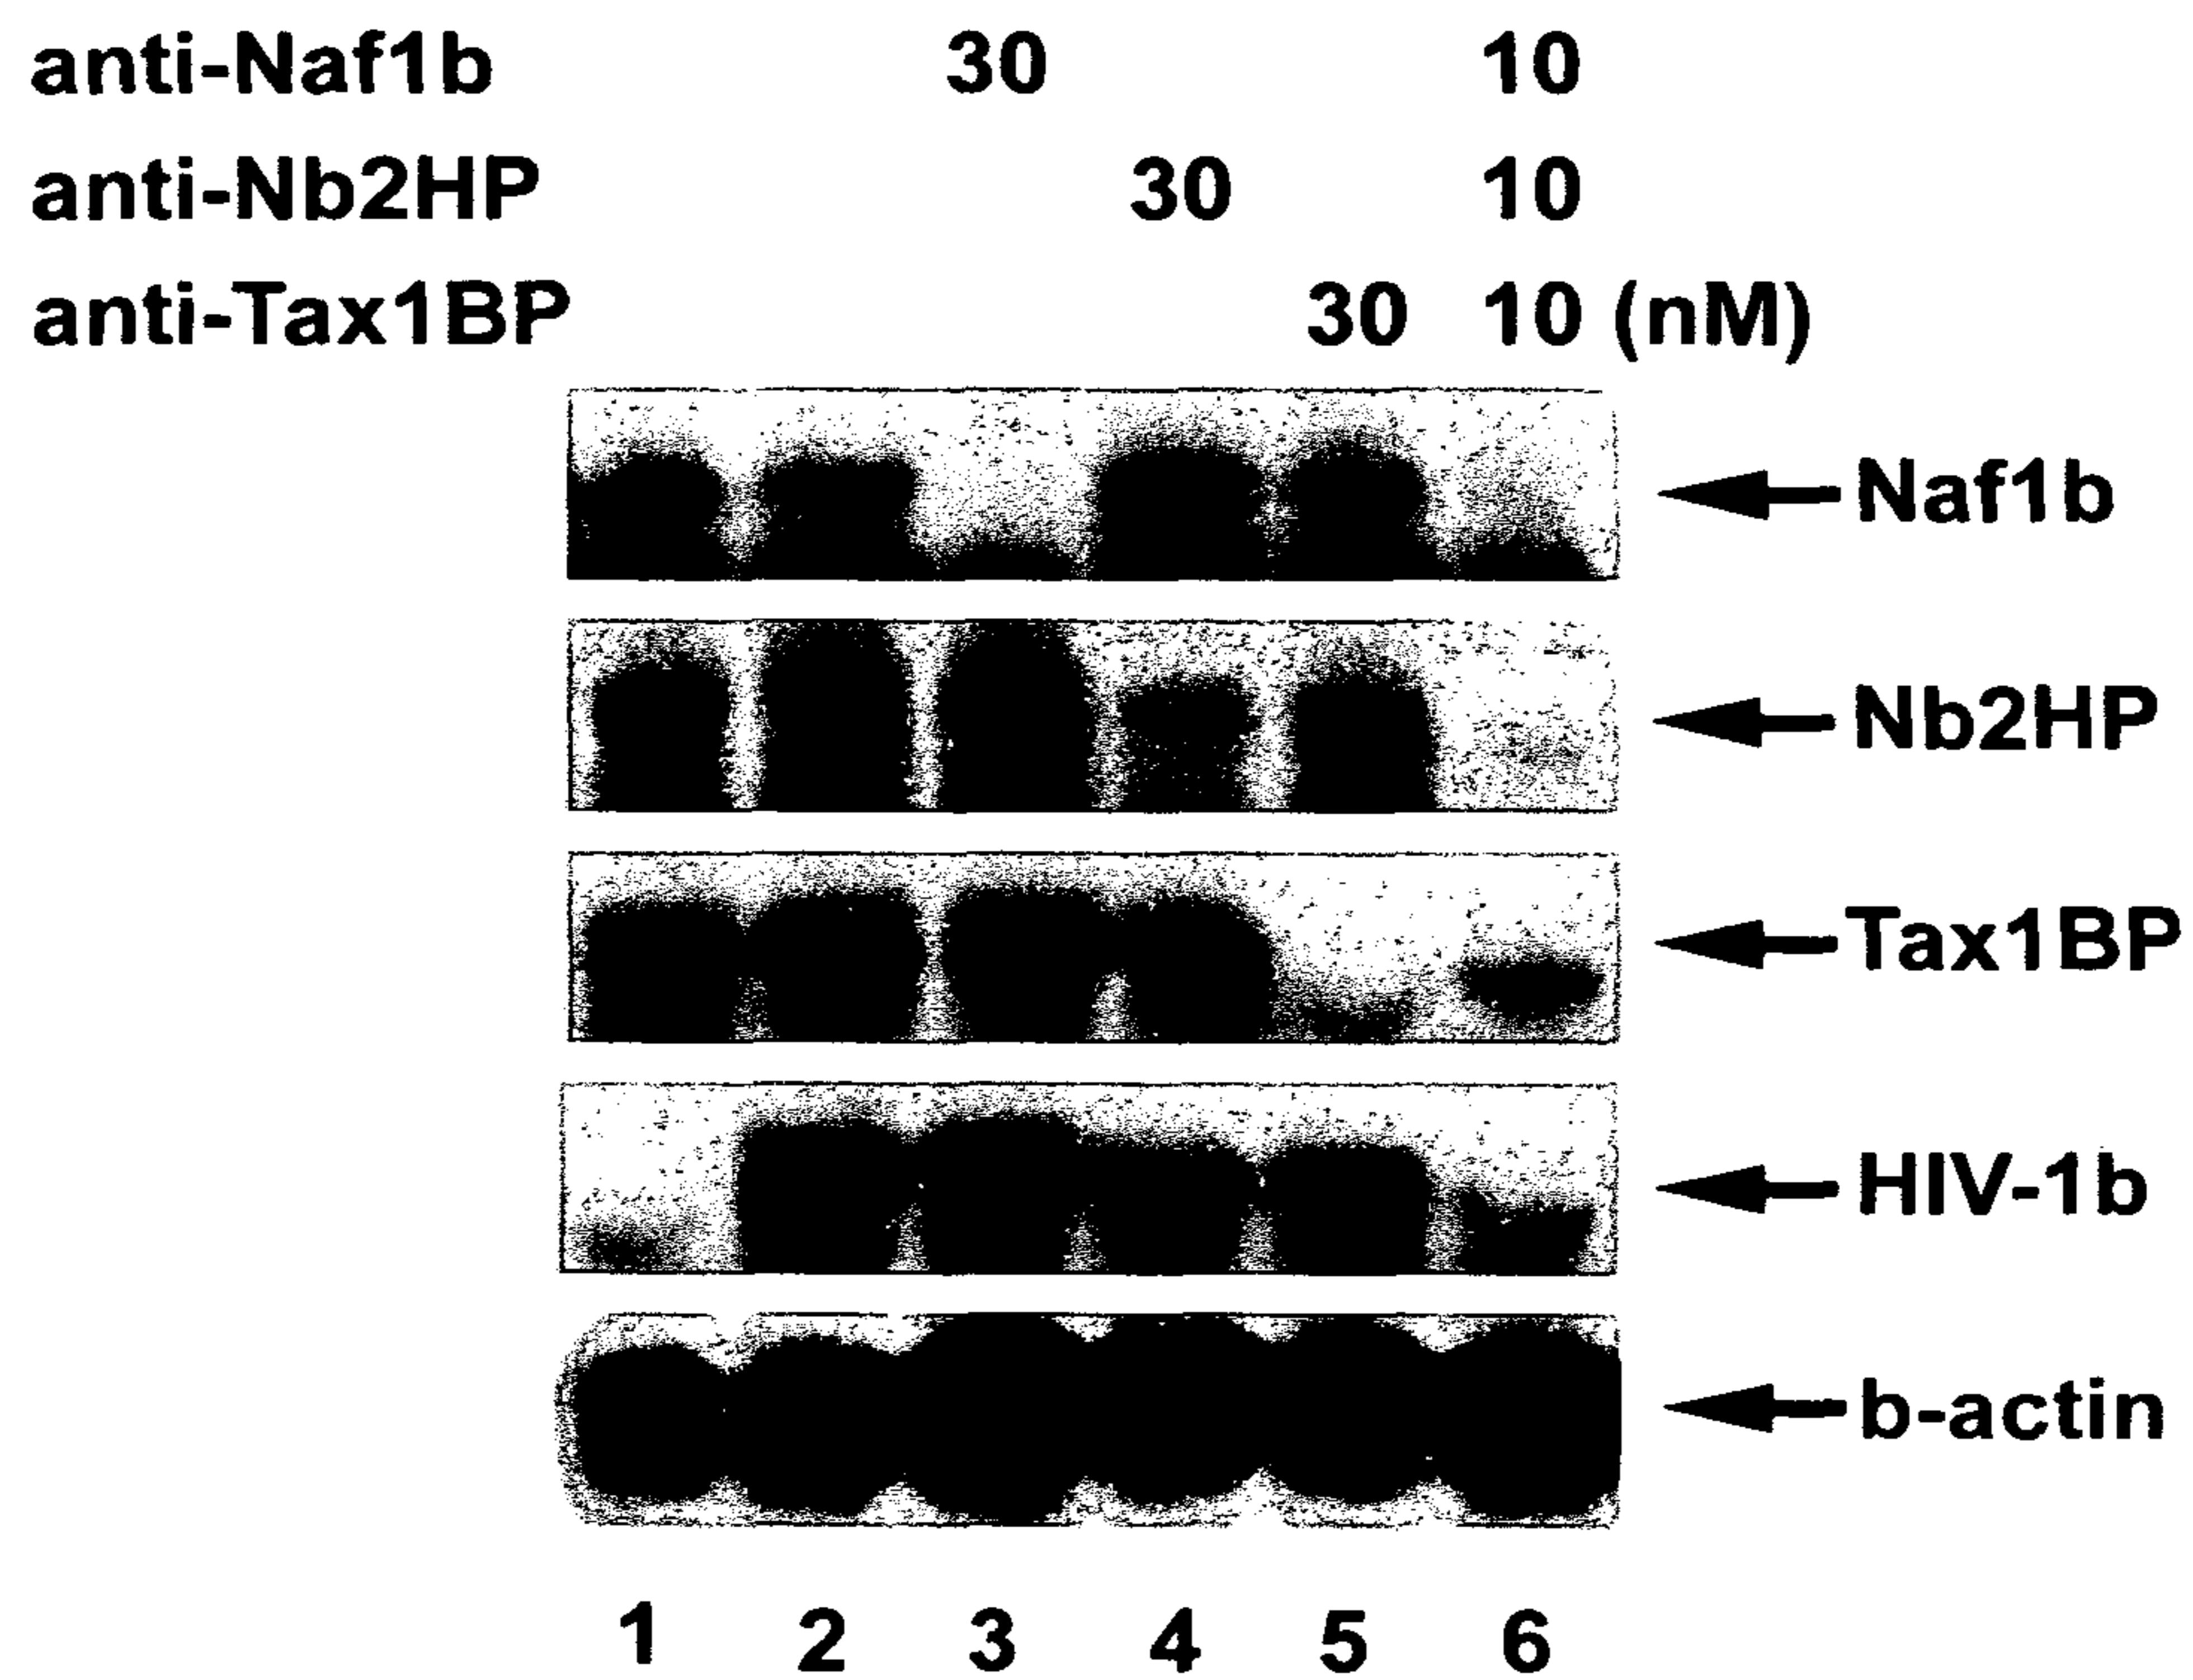 anti-Naf1b 30 10
anti-Nb2HP 30 10
anti-Tax1BP 30 10 (nM)
Naf1b
Nb2HP
Tax1BP
HIV-1b
b-actin
1 2 3 4 5 6